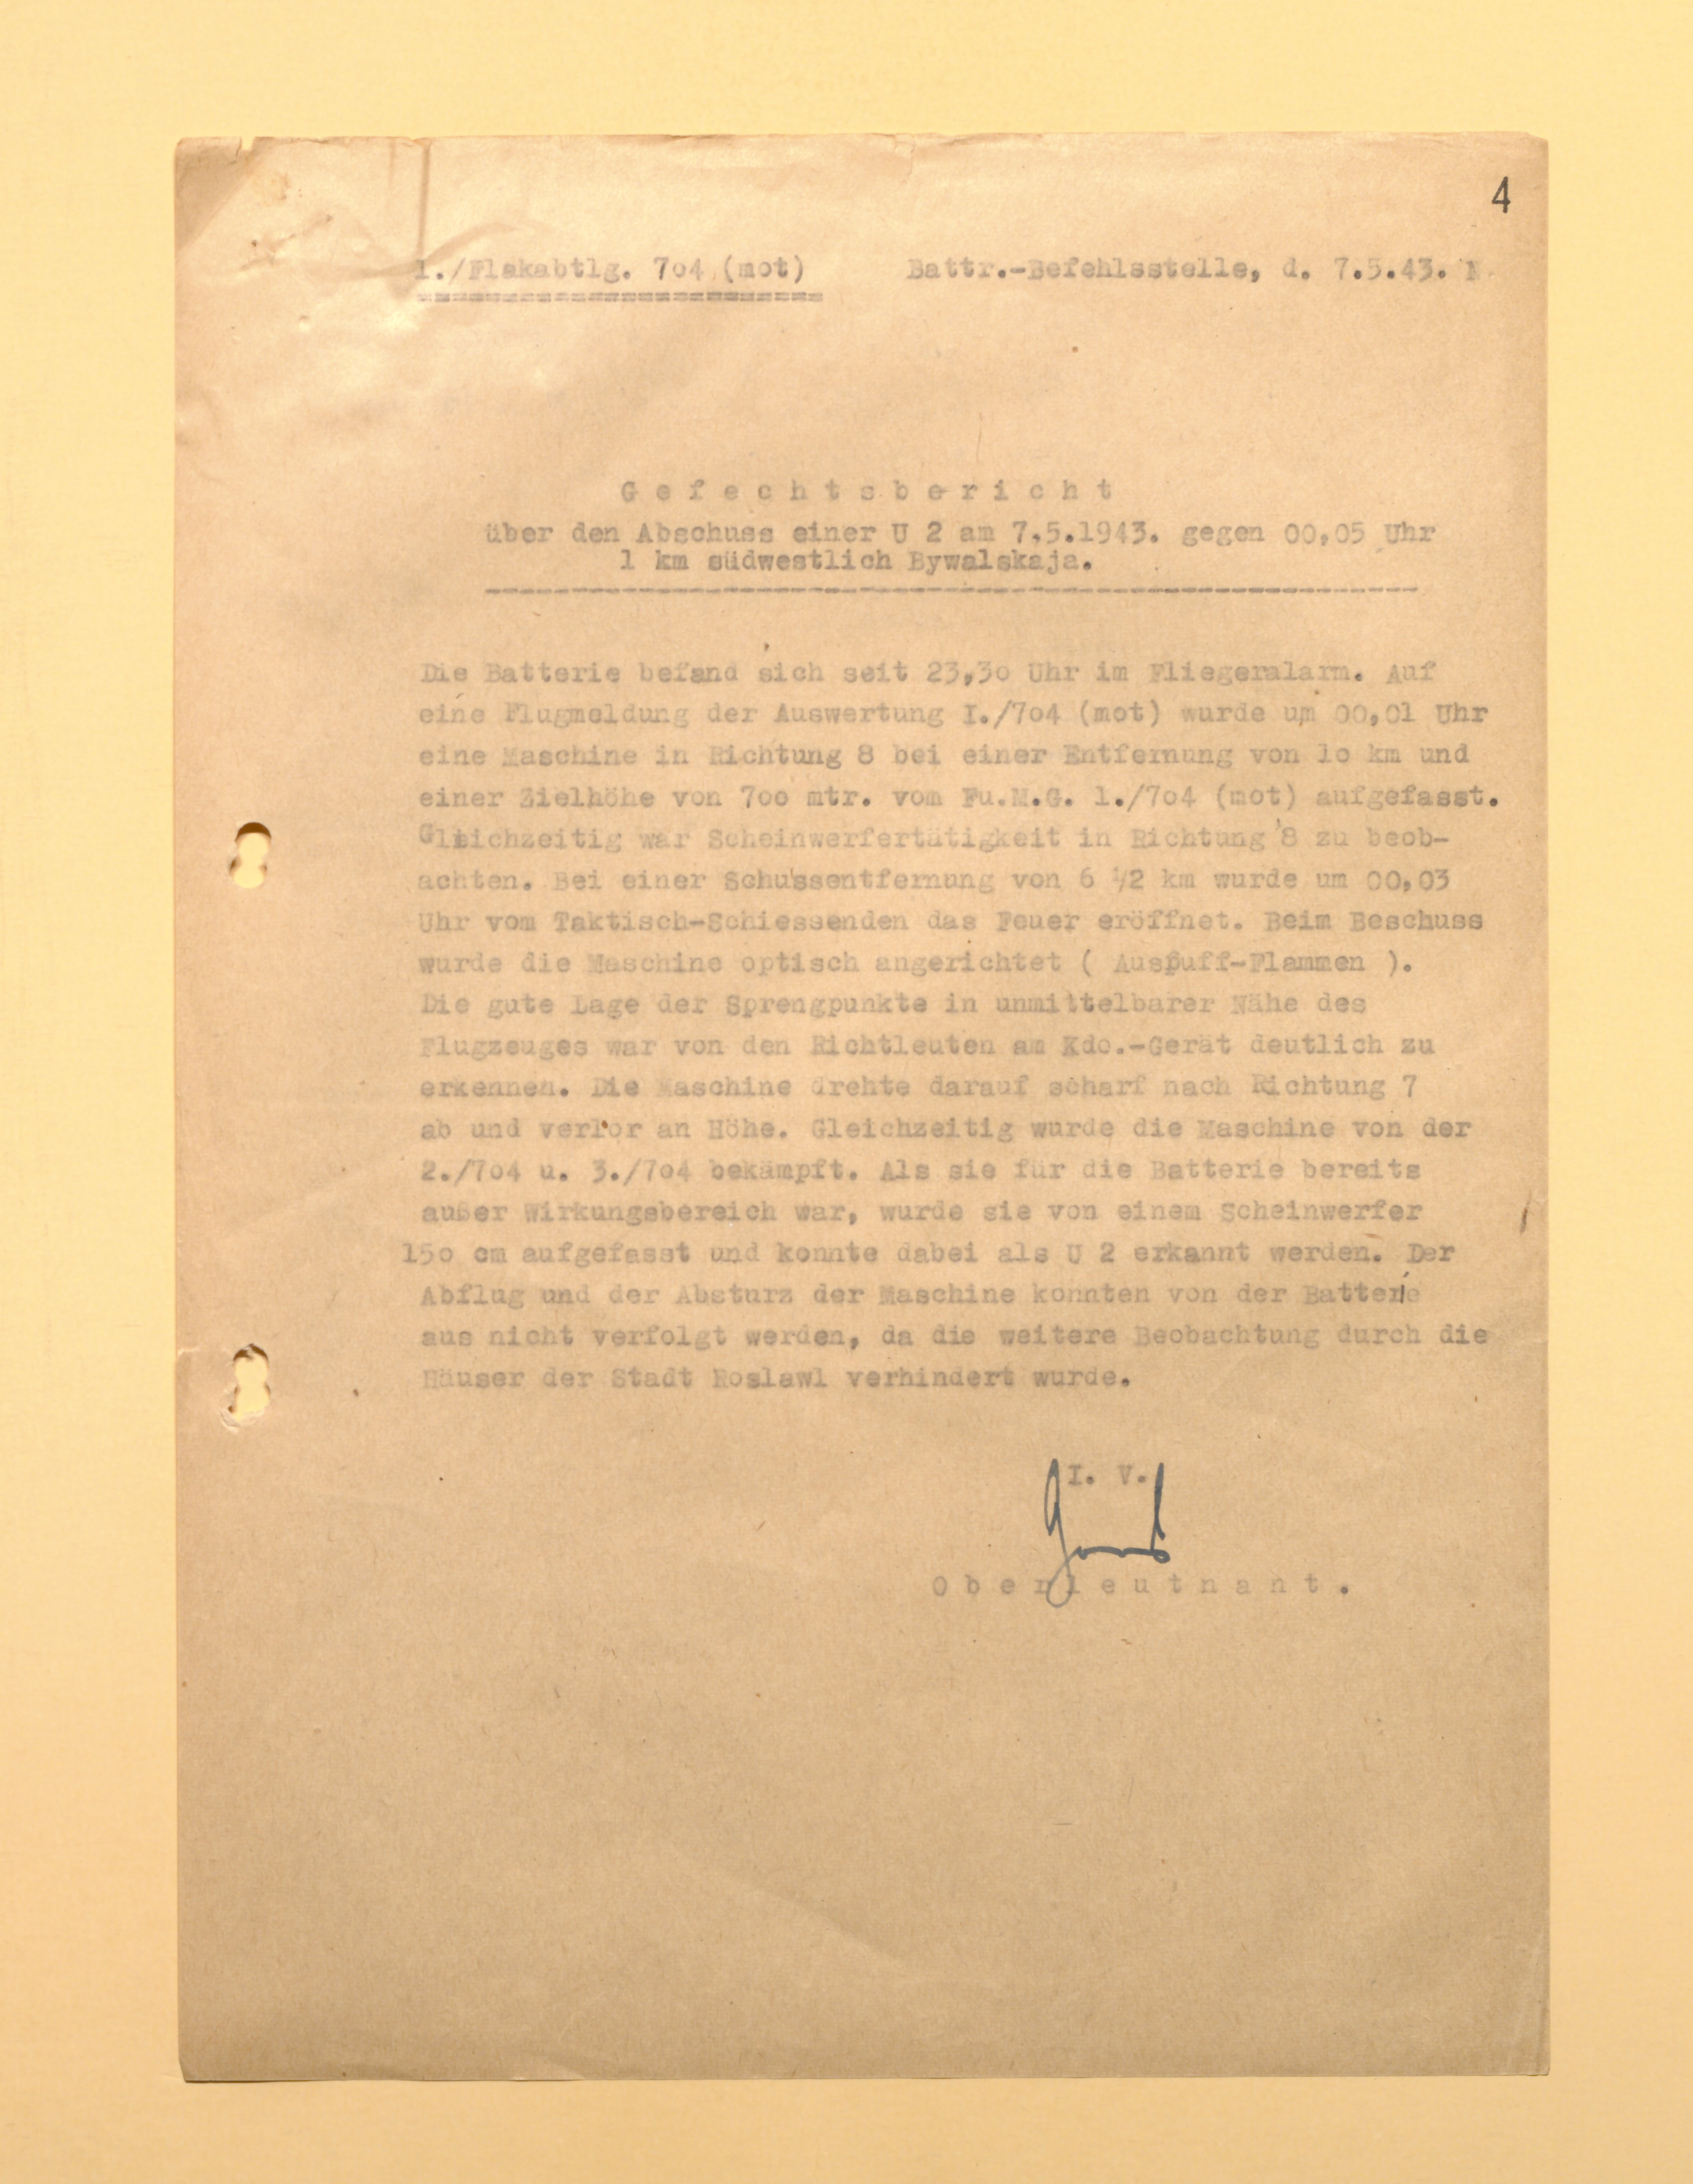 4
1./Flakabtlg. 7o4 (mot) Battr.-Befehlsstelle, d. 7.5.43.
G e f e c h t s b e r i c h t
über den Abschuss einer U 2 am 7.5.1943. gegen 00,05 Uhr
1 km südwestlich Bywalskaja.
Die Batterie befand sich seit 23,3o Uhr im Fliegeralarm. Auf
eine Flugmeldung der Auswertung I./7o4 (mot) wurde um 00,01 Uhr
eine Maschine in Richtung 8 bei einer Entfernung von 1o km und
einer Zielhöhe von 7oo mtr. vom Fu.M.G. 1./7o4 (mot) aufgefasst.
Gleichzeitig war Scheinwerfertätigkeit in Richtung 8 zu beob-
achten. Bei einer Schussentfernung von 6 1/2 km wurde um 00,03
Uhr vom Taktisch-Schiessenden das Feuer eröffnet. Beim Beschuss
wurde die Maschine optisch angerichtet ( Auspuff-Flammen ).
Die gute Lage der Sprengpunkte in unmittelbarer Nähe des
Flugzeuges war von den Richtleuten am Kdo.-Gerät deutlich zu
erkennen. Die Maschine drehte darauf scharf nach Richtung 7
ab und verlor an Höhe. Gleichzeitig wurde die Maschine von der
2./7o4 u. 3./7o4 bekämpft. Als sie für die Batterie bereits
außer Wirkungsbereich war, wurde sie von einem Scheinwerfer
15o cm aufgefasst und konnte dabei als U 2 erkannt werden. Der
Abflug und der Absturz der Maschine konnten von der Batterie
aus nicht verfolgt werden, da die weitere Beobachtung durch die
Häuser der Stadt Roslawl verhindert wurde.
I. V.
O b e r l e u t n a n t .